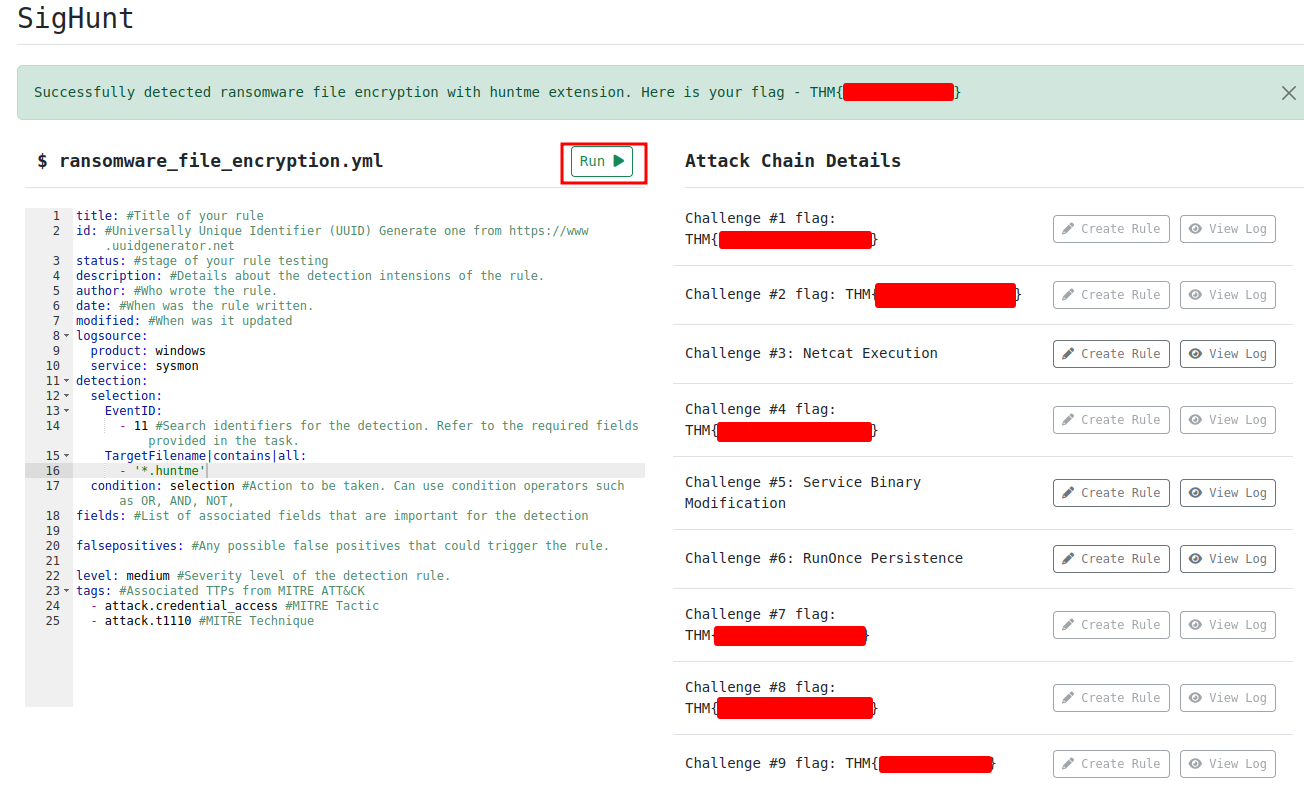 SigHunt
Successfully detected ransomware file encryption with huntme extension. Here is your flag - THM{ }
$ ransomware_file_encryption.yml
Run
1 title: #Title of your rule
2 id: #Universally Unique Identifier (UUID) Generate one from https://www
.uuidgenerator.net
3 status: #stage of your rule testing
4 description: #Details about the detection intensions of the rule.
5 author: #Who wrote the rule.
6 date: #When was the rule written.
7 modified: #When was it updated
8 logsource:
9 product: windows
10 service: sysmon
11 detection:
12 selection:
13 EventID:
14 - 11 #Search identifiers for the detection. Refer to the required fields
provided in the task.
15 TargetFilename|contains|all:
16 - '*.huntme'
17 condition: selection #Action to be taken. Can use condition operators such
as OR, AND, NOT,
18 fields: #List of associated fields that are important for the detection
19
20 falsepositives: #Any possible false positives that could trigger the rule.
21
22 level: medium #Severity level of the detection rule.
23 tags: #Associated TTPs from MITRE ATT&CK
24 - attack.credential_access #MITRE Tactic
25 - attack.t1110 #MITRE Technique
Attack Chain Details
Challenge #1 flag:
THM{ }
Create Rule View Log
Challenge #2 flag: THM{ }
Create Rule View Log
Challenge #3: Netcat Execution
Create Rule View Log
Challenge #4 flag:
THM{ }
Create Rule View Log
Challenge #5: Service Binary
Modification
Create Rule View Log
Challenge #6: RunOnce Persistence
Create Rule View Log
Challenge #7 flag:
THM{ }
Create Rule View Log
Challenge #8 flag:
THM{ }
Create Rule View Log
Challenge #9 flag: THM{ }
Create Rule View Log